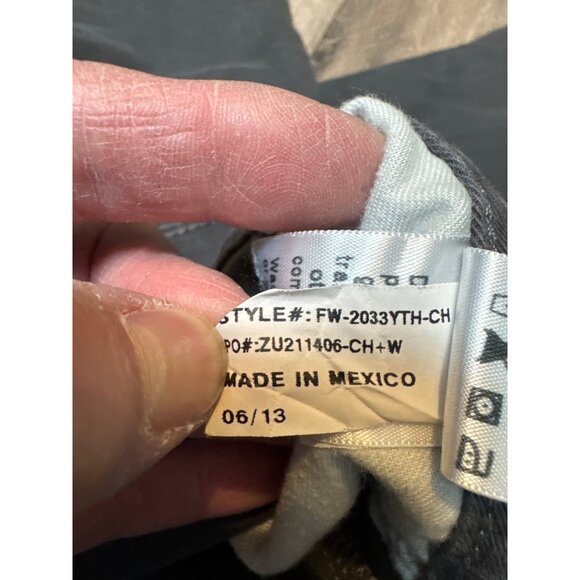 STYLE#: FW-2033YTH-CH
PO#:ZU211406-CH+W
MADE IN MEXICO
06/13